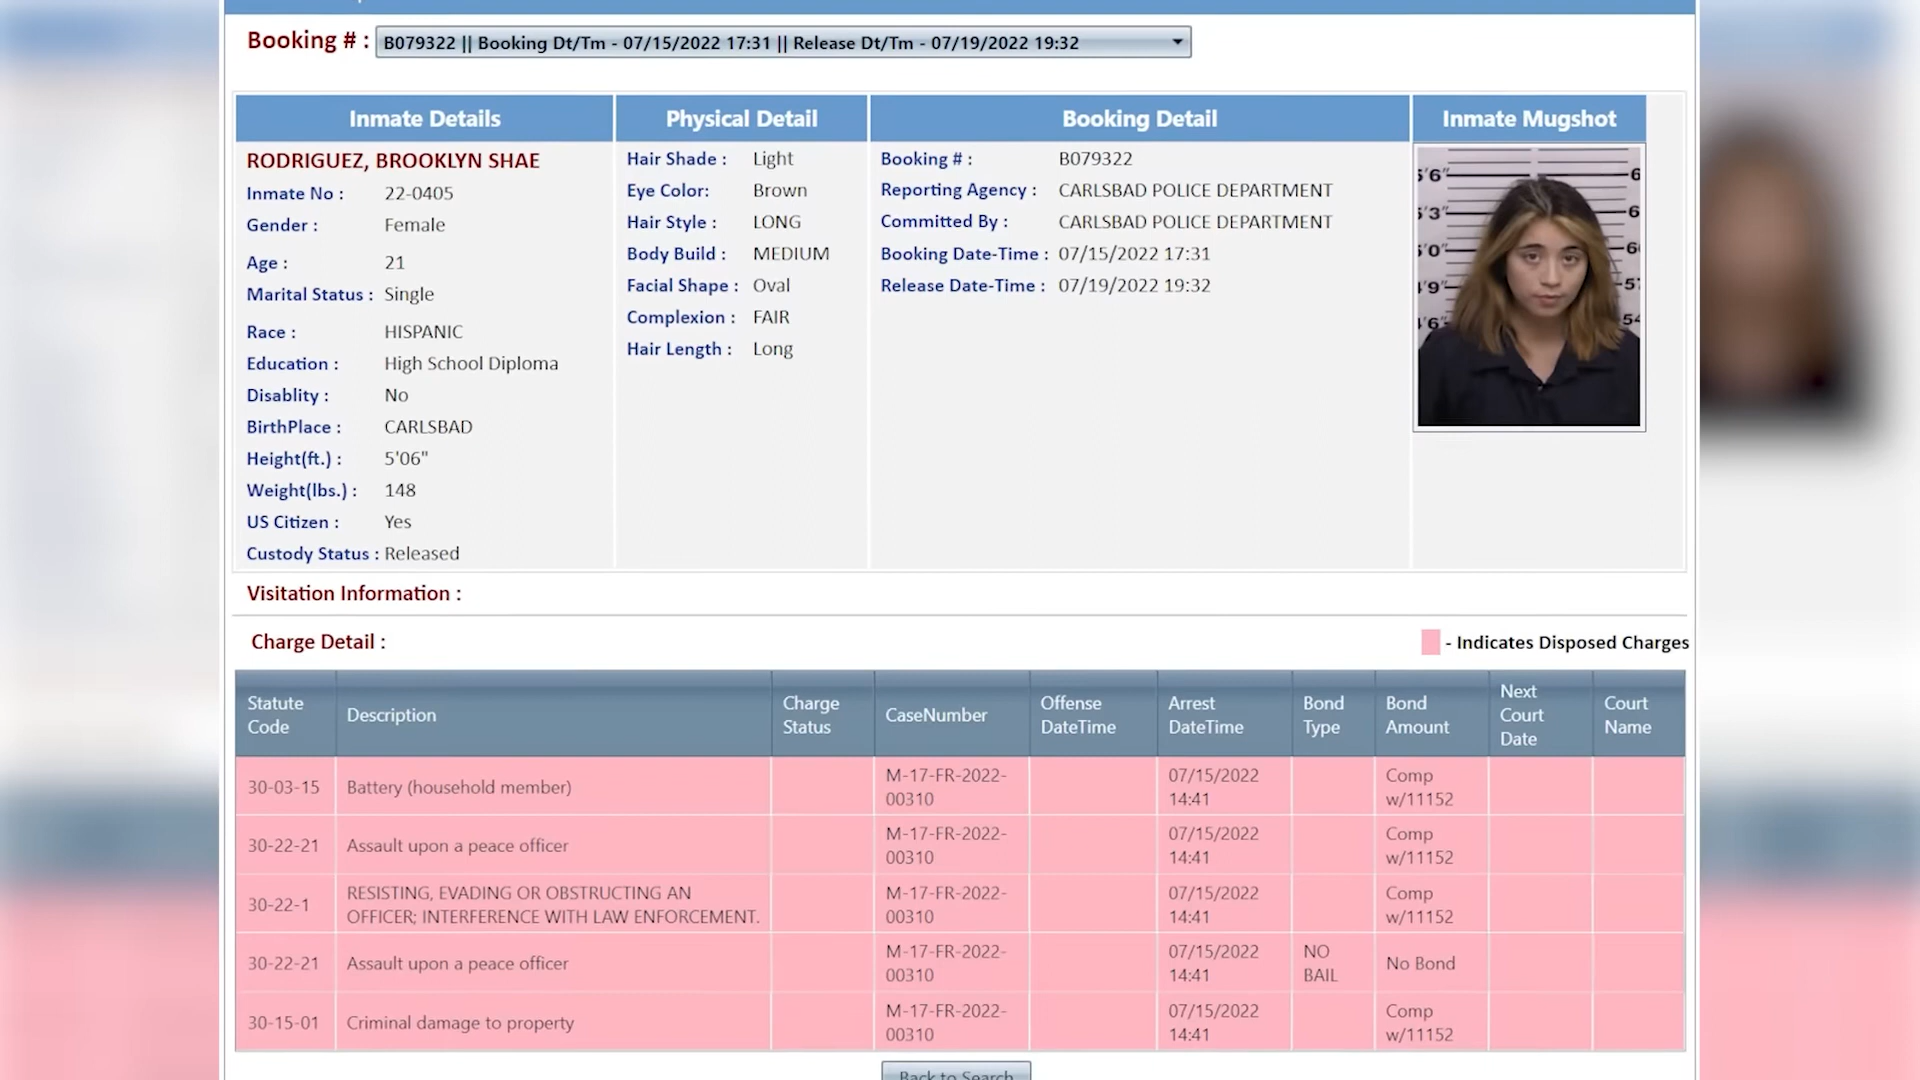 Booking # : B079322 || Booking Dt/Tm - 07/15/2022 17:31 || Release Dt/Tm - 07/19/2022 19:32
Inmate Details
RODRIGUEZ, BROOKLYN SHAE
Inmate No : 22-0405
Gender : Female
Age : 21
Marital Status : Single
Race : HISPANIC
Education : High School Diploma
Disablity : No
BirthPlace : CARLSBAD
Height(ft.) : 5'06"
Weight(lbs.) : 148
US Citizen : Yes
Custody Status : Released
Physical Detail
Hair Shade : Light
Eye Color: Brown
Hair Style : LONG
Body Build : MEDIUM
Facial Shape : Oval
Complexion : FAIR
Hair Length : Long
Booking Detail
Booking # : B079322
Reporting Agency : CARLSBAD POLICE DEPARTMENT
Committed By : CARLSBAD POLICE DEPARTMENT
Booking Date-Time : 07/15/2022 17:31
Release Date-Time : 07/19/2022 19:32
Inmate Mugshot
Visitation Information :
Charge Detail :
- Indicates Disposed Charges
Statute Code Description Charge Status CaseNumber Offense DateTime Arrest DateTime Bond Type Bond Amount Next Court Date Court Name
30-03-15 Battery (household member) M-17-FR-2022-00310 07/15/2022 14:41 Comp w/11152
30-22-21 Assault upon a peace officer M-17-FR-2022-00310 07/15/2022 14:41 Comp w/11152
30-22-1 RESISTING, EVADING OR OBSTRUCTING AN OFFICER; INTERFERENCE WITH LAW ENFORCEMENT. M-17-FR-2022-00310 07/15/2022 14:41 Comp w/11152
30-22-21 Assault upon a peace officer M-17-FR-2022-00310 07/15/2022 14:41 NO BAIL No Bond
30-15-01 Criminal damage to property M-17-FR-2022-00310 07/15/2022 14:41 Comp w/11152
Back to Search